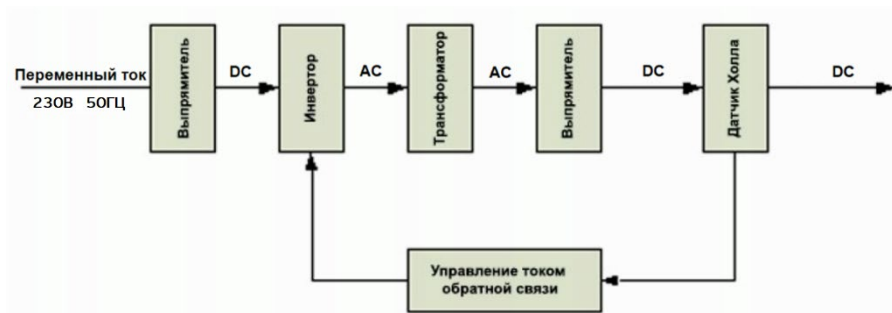 Переменный ток
230В 50ГЦ
Выпрямитель
DC
Инвертор
AC
Трансформатор
AC
Выпрямитель
DC
Датчик Холла
DC
Управление током
обратной связи